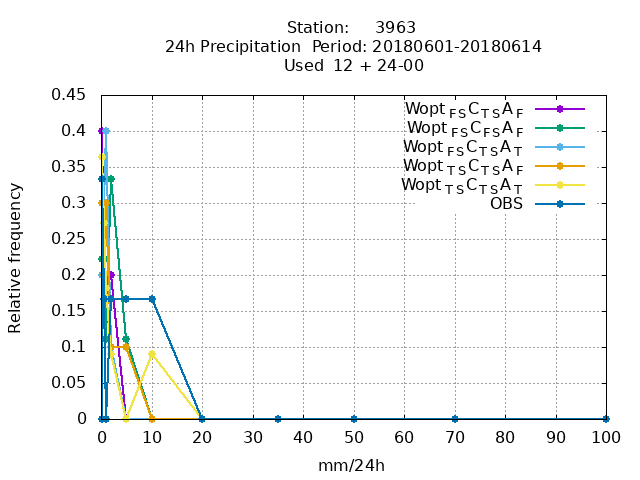 Station: 3963
24h Precipitation Period: 20180601-20180614
Used 12 + 24-00
Relative frequency
0.45
0.4
0.35
0.3
0.25
0.2
0.15
0.1
0.05
0
Wopt FS C TS A F
Wopt FS C FS A F
Wopt FS C TS A T
Wopt TS C TS A F
Wopt TS C TS A T
OBS
0 10 20 30 40 50 60 70 80 90 100
mm/24h